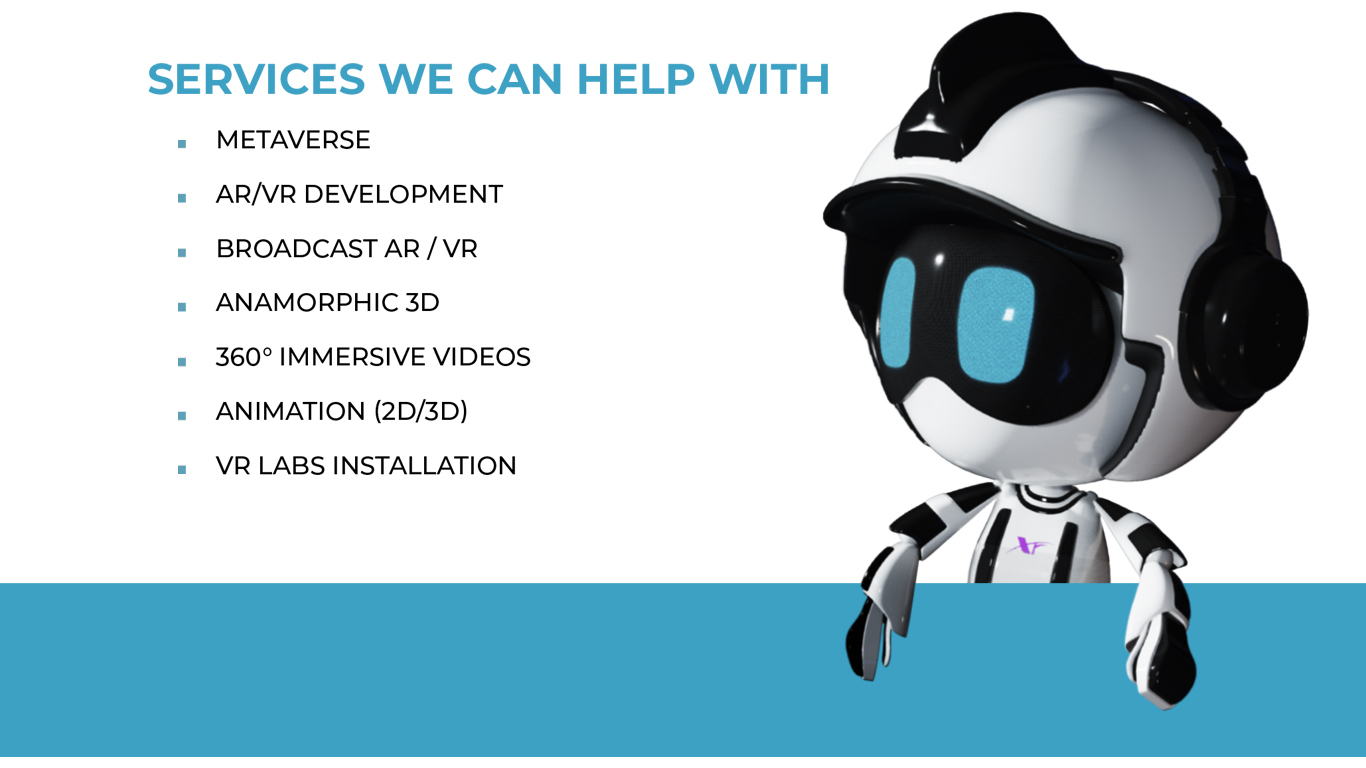 SERVICES WE CAN HELP WITH
METAVERSE
AR/VR DEVELOPMENT
BROADCAST AR / VR
ANAMORPHIC 3D
360° IMMERSIVE VIDEOS
ANIMATION (2D/3D)
VR LABS INSTALLATION